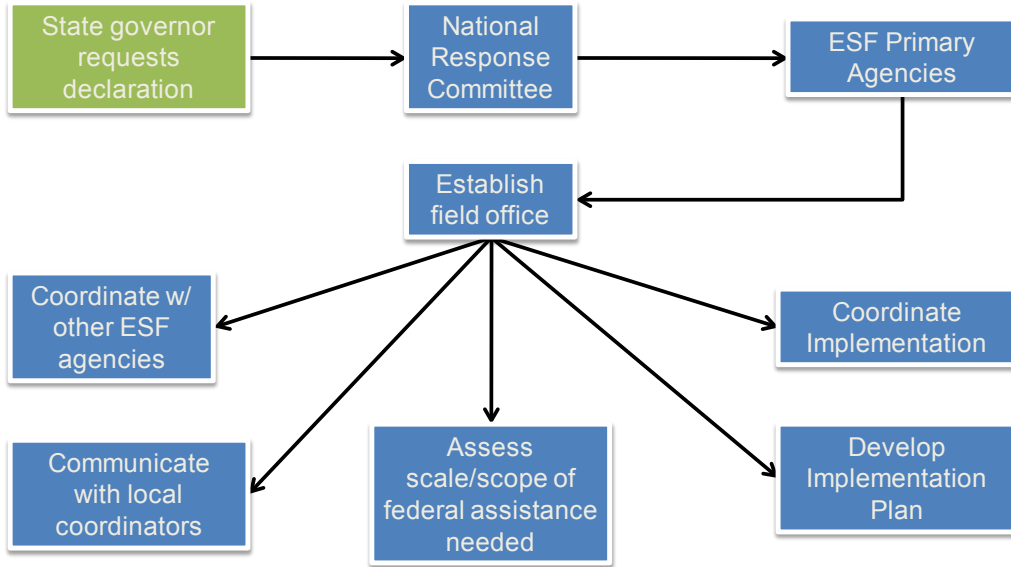 State governor
requests
declaration
National
Response
Committee
ESF Primary
Agencies
Establish
field office
Coordinate w/
other ESF
agencies
Coordinate
Implementation
Communicate
with local
coordinators
Assess
scale/scope of
federal assistance
needed
Develop
Implementation
Plan